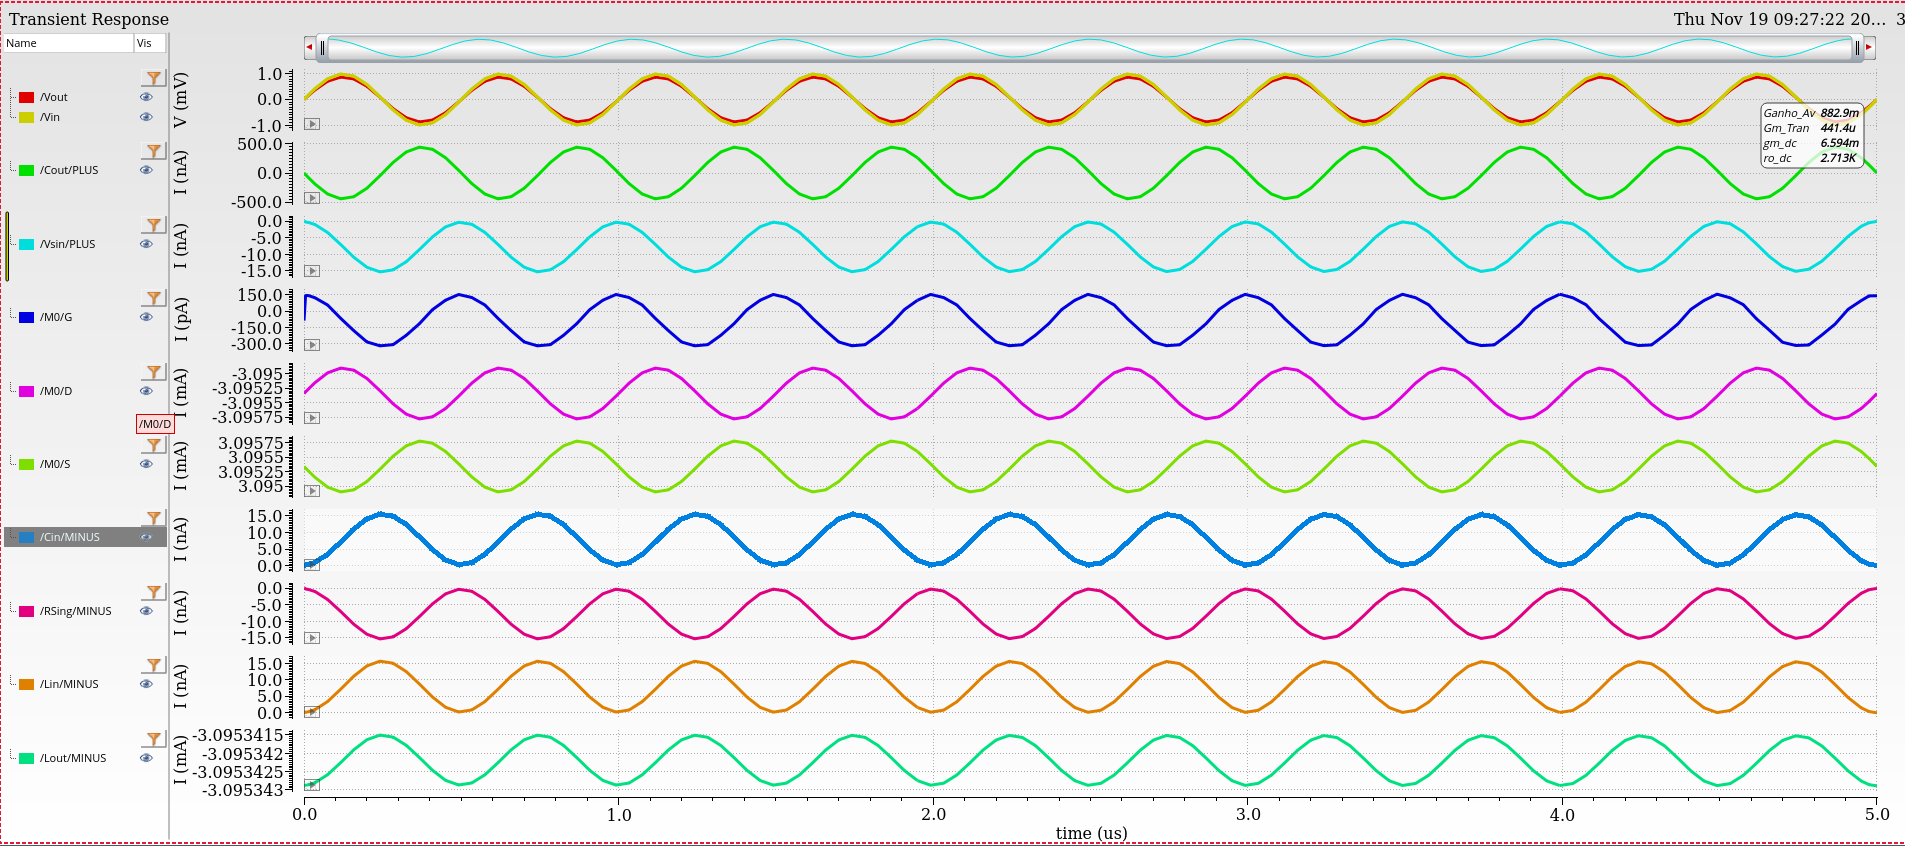 Transient Response
Thu Nov 19 09:27:22 20... 3
Name Vis
/Vout
/Vin
V (mV)
1.0
0.0
-1.0
Ganho_Av 882.9m
Gm_Tran 441.4u
gm_dc 6.594m
ro_dc 2.713K
/Cout/PLUS
I (nA)
500.0
0.0
-500.0
/Vsin/PLUS
I (nA)
0.0
-5.0
-10.0
-15.0
/M0/G
I (pA)
150.0
0.0
-150.0
-300.0
/M0/D
I (mA)
-3.095
-3.09525
-3.0955
-3.09575
/M0/D
/M0/S
I (mA)
3.09575
3.0955
3.09525
3.095
/Cin/MINUS
I (nA)
15.0
10.0
5.0
0.0
/RSing/MINUS
I (nA)
0.0
-5.0
-10.0
-15.0
/Lin/MINUS
I (nA)
15.0
10.0
5.0
0.0
/Lout/MINUS
I (mA)
-3.0953415
-3.095342
-3.0953425
-3.095343
0.0 1.0 2.0 3.0 4.0 5.0
time (us)